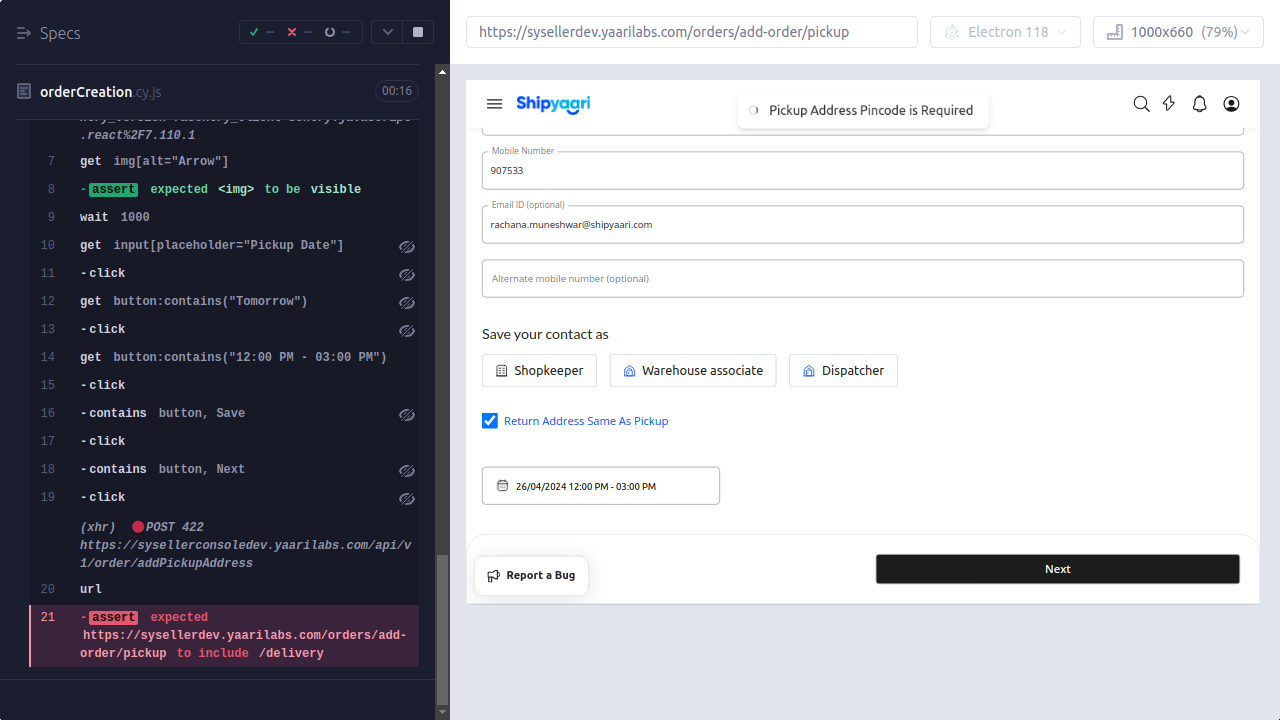 Specs
✓ -- ✕ -- --
orderCreation.cy.js
00:16
.react%2F7.110.1
7 get img[alt="Arrow"]
8 -assert expected <img> to be visible
9 wait 1000
10 get input[placeholder="Pickup Date"]
11 -click
12 get button:contains("Tomorrow")
13 -click
14 get button:contains("12:00 PM - 03:00 PM")
15 -click
16 -contains button, Save
17 -click
18 -contains button, Next
19 -click
(xhr) POST 422
https://sysellerconsoledev.yaarilabs.com/api/v
1/order/addPickupAddress
20 url
21 -assert expected
https://sysellerdev.yaarilabs.com/orders/add-
order/pickup to include /delivery
https://sysellerdev.yaarilabs.com/orders/add-order/pickup
Electron 118
1000x660 (79%)
Shipyaari
Pickup Address Pincode is Required
Mobile Number
907533
Email ID (optional)
rachana.muneshwar@shipyaari.com
Alternate mobile number (optional)
Save your contact as
Shopkeeper
Warehouse associate
Dispatcher
Return Address Same As Pickup
26/04/2024 12:00 PM - 03:00 PM
Report a Bug
Next